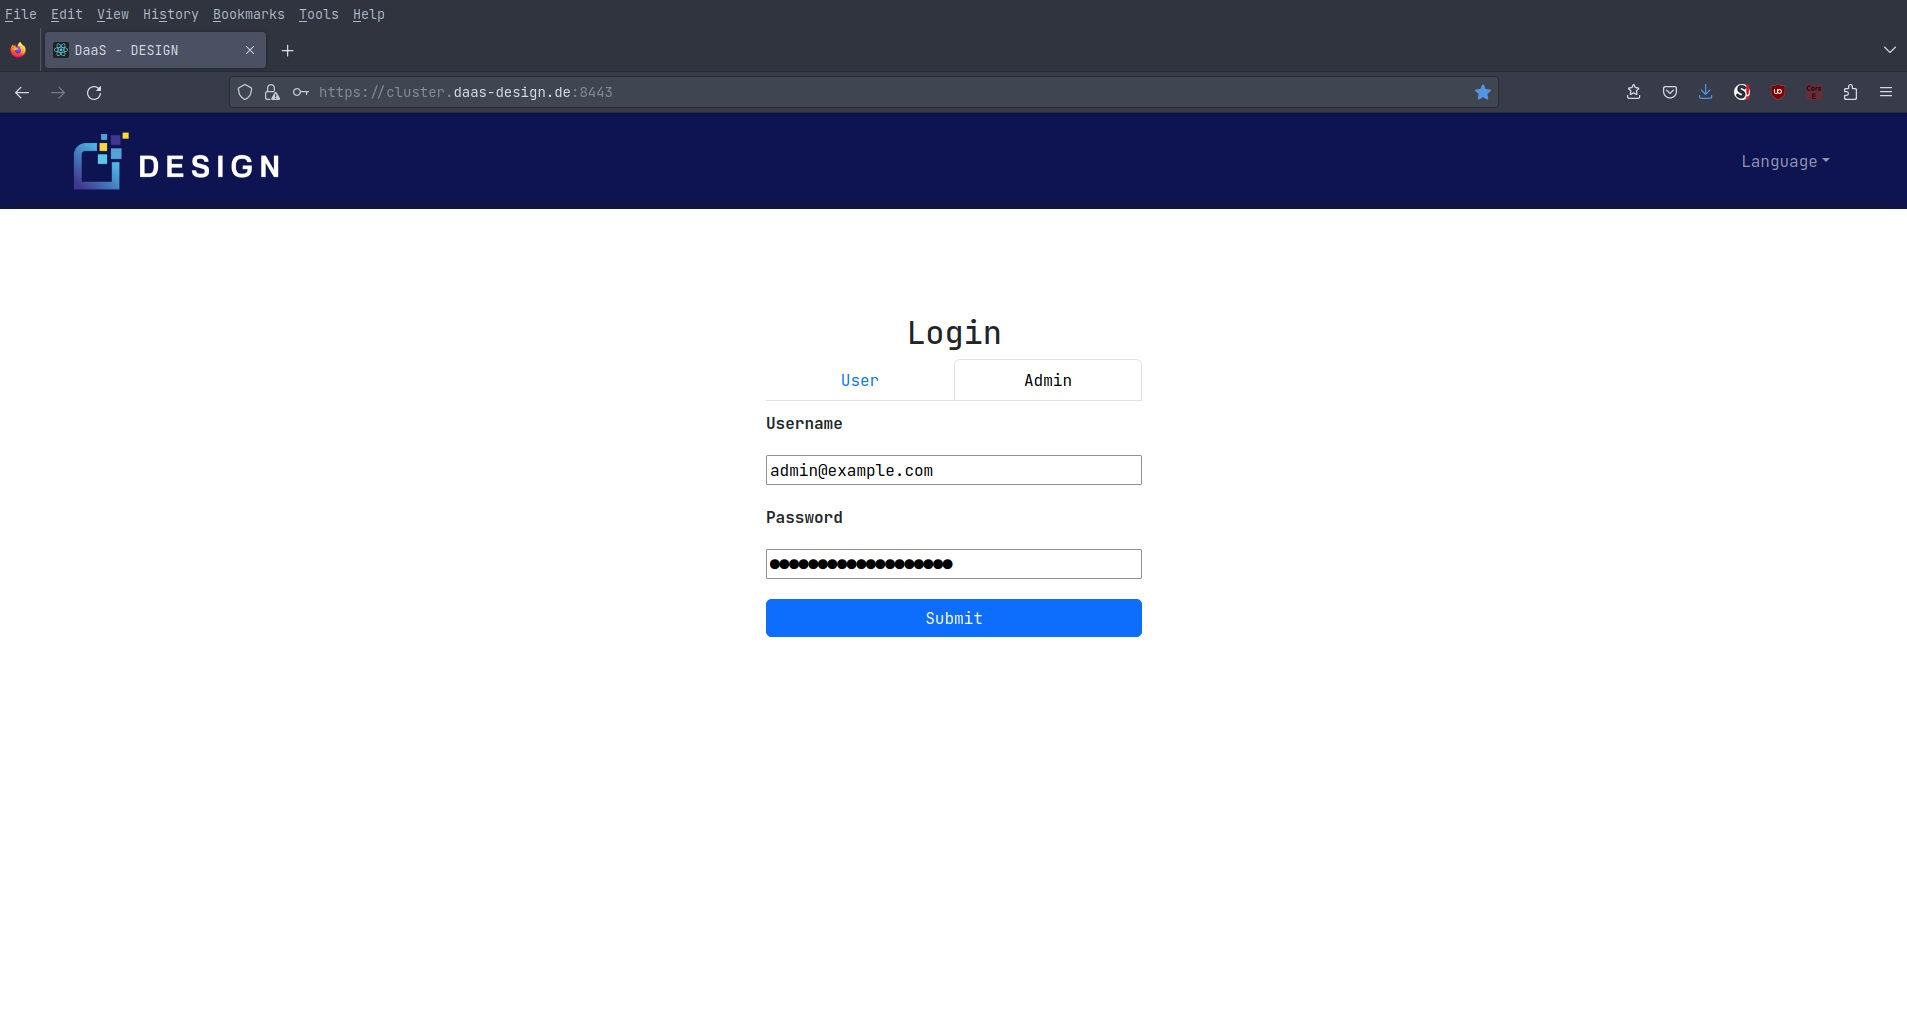 File Edit View History Bookmarks Tools Help
DaaS - DESIGN
https://cluster.daas-design.de:8443
DESIGN
Language
Login
User Admin
Username
admin@example.com
Password
●●●●●●●●●●●●●●●●●●●
Submit